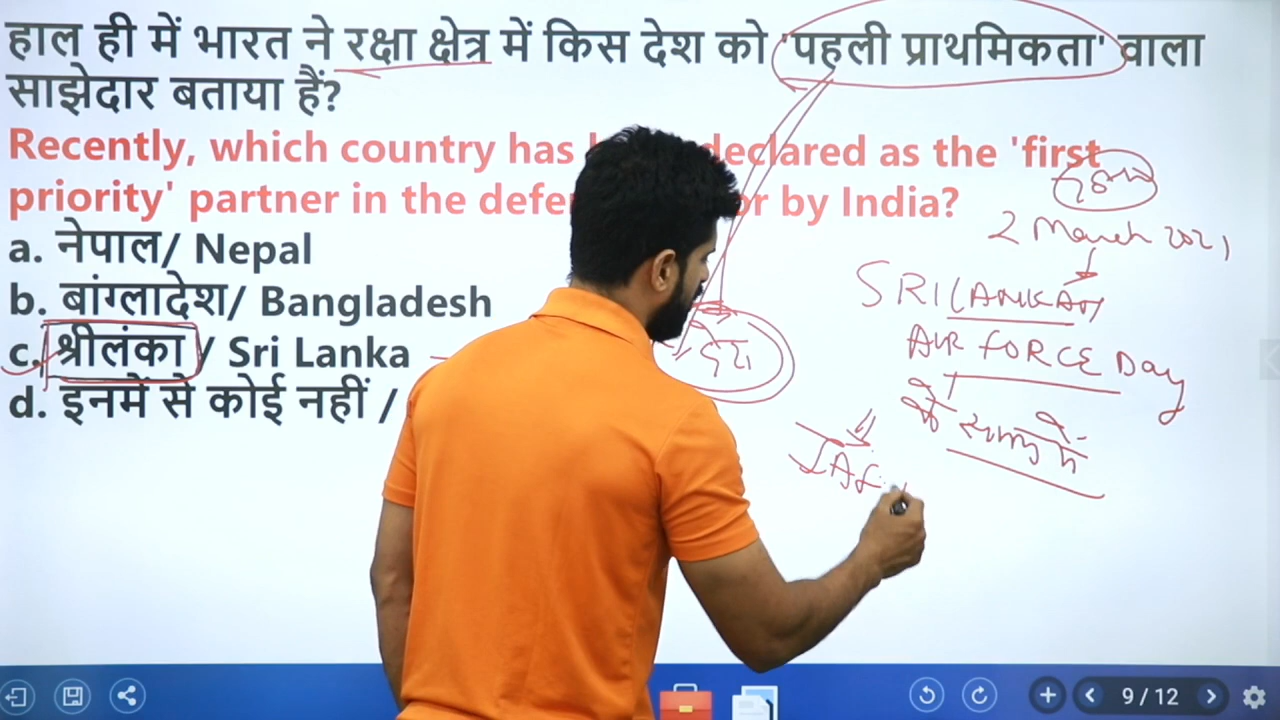 हाल ही में भारत ने रक्षा क्षेत्र में किस देश को 'पहली प्राथमिकता' वाला
साझेदार बताया हैं?
Recently, which country has declared as the 'first
priority' partner in the by India?
a. नेपाल/ Nepal
b. बांग्लादेश/ Bangladesh
c. श्रीलंका / Sri Lanka
d. इनमें से कोई नहीं /
2 March 2021
SRI LANKAN
AIR FORCE Day
9 / 12